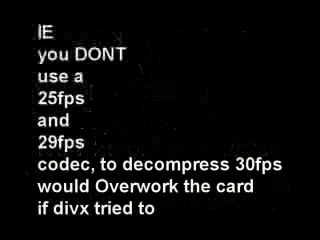 IE
you DONT
use a
25fps
and
29fps
codec, to decompress 30fps
would Overwork the card
if divx tried to